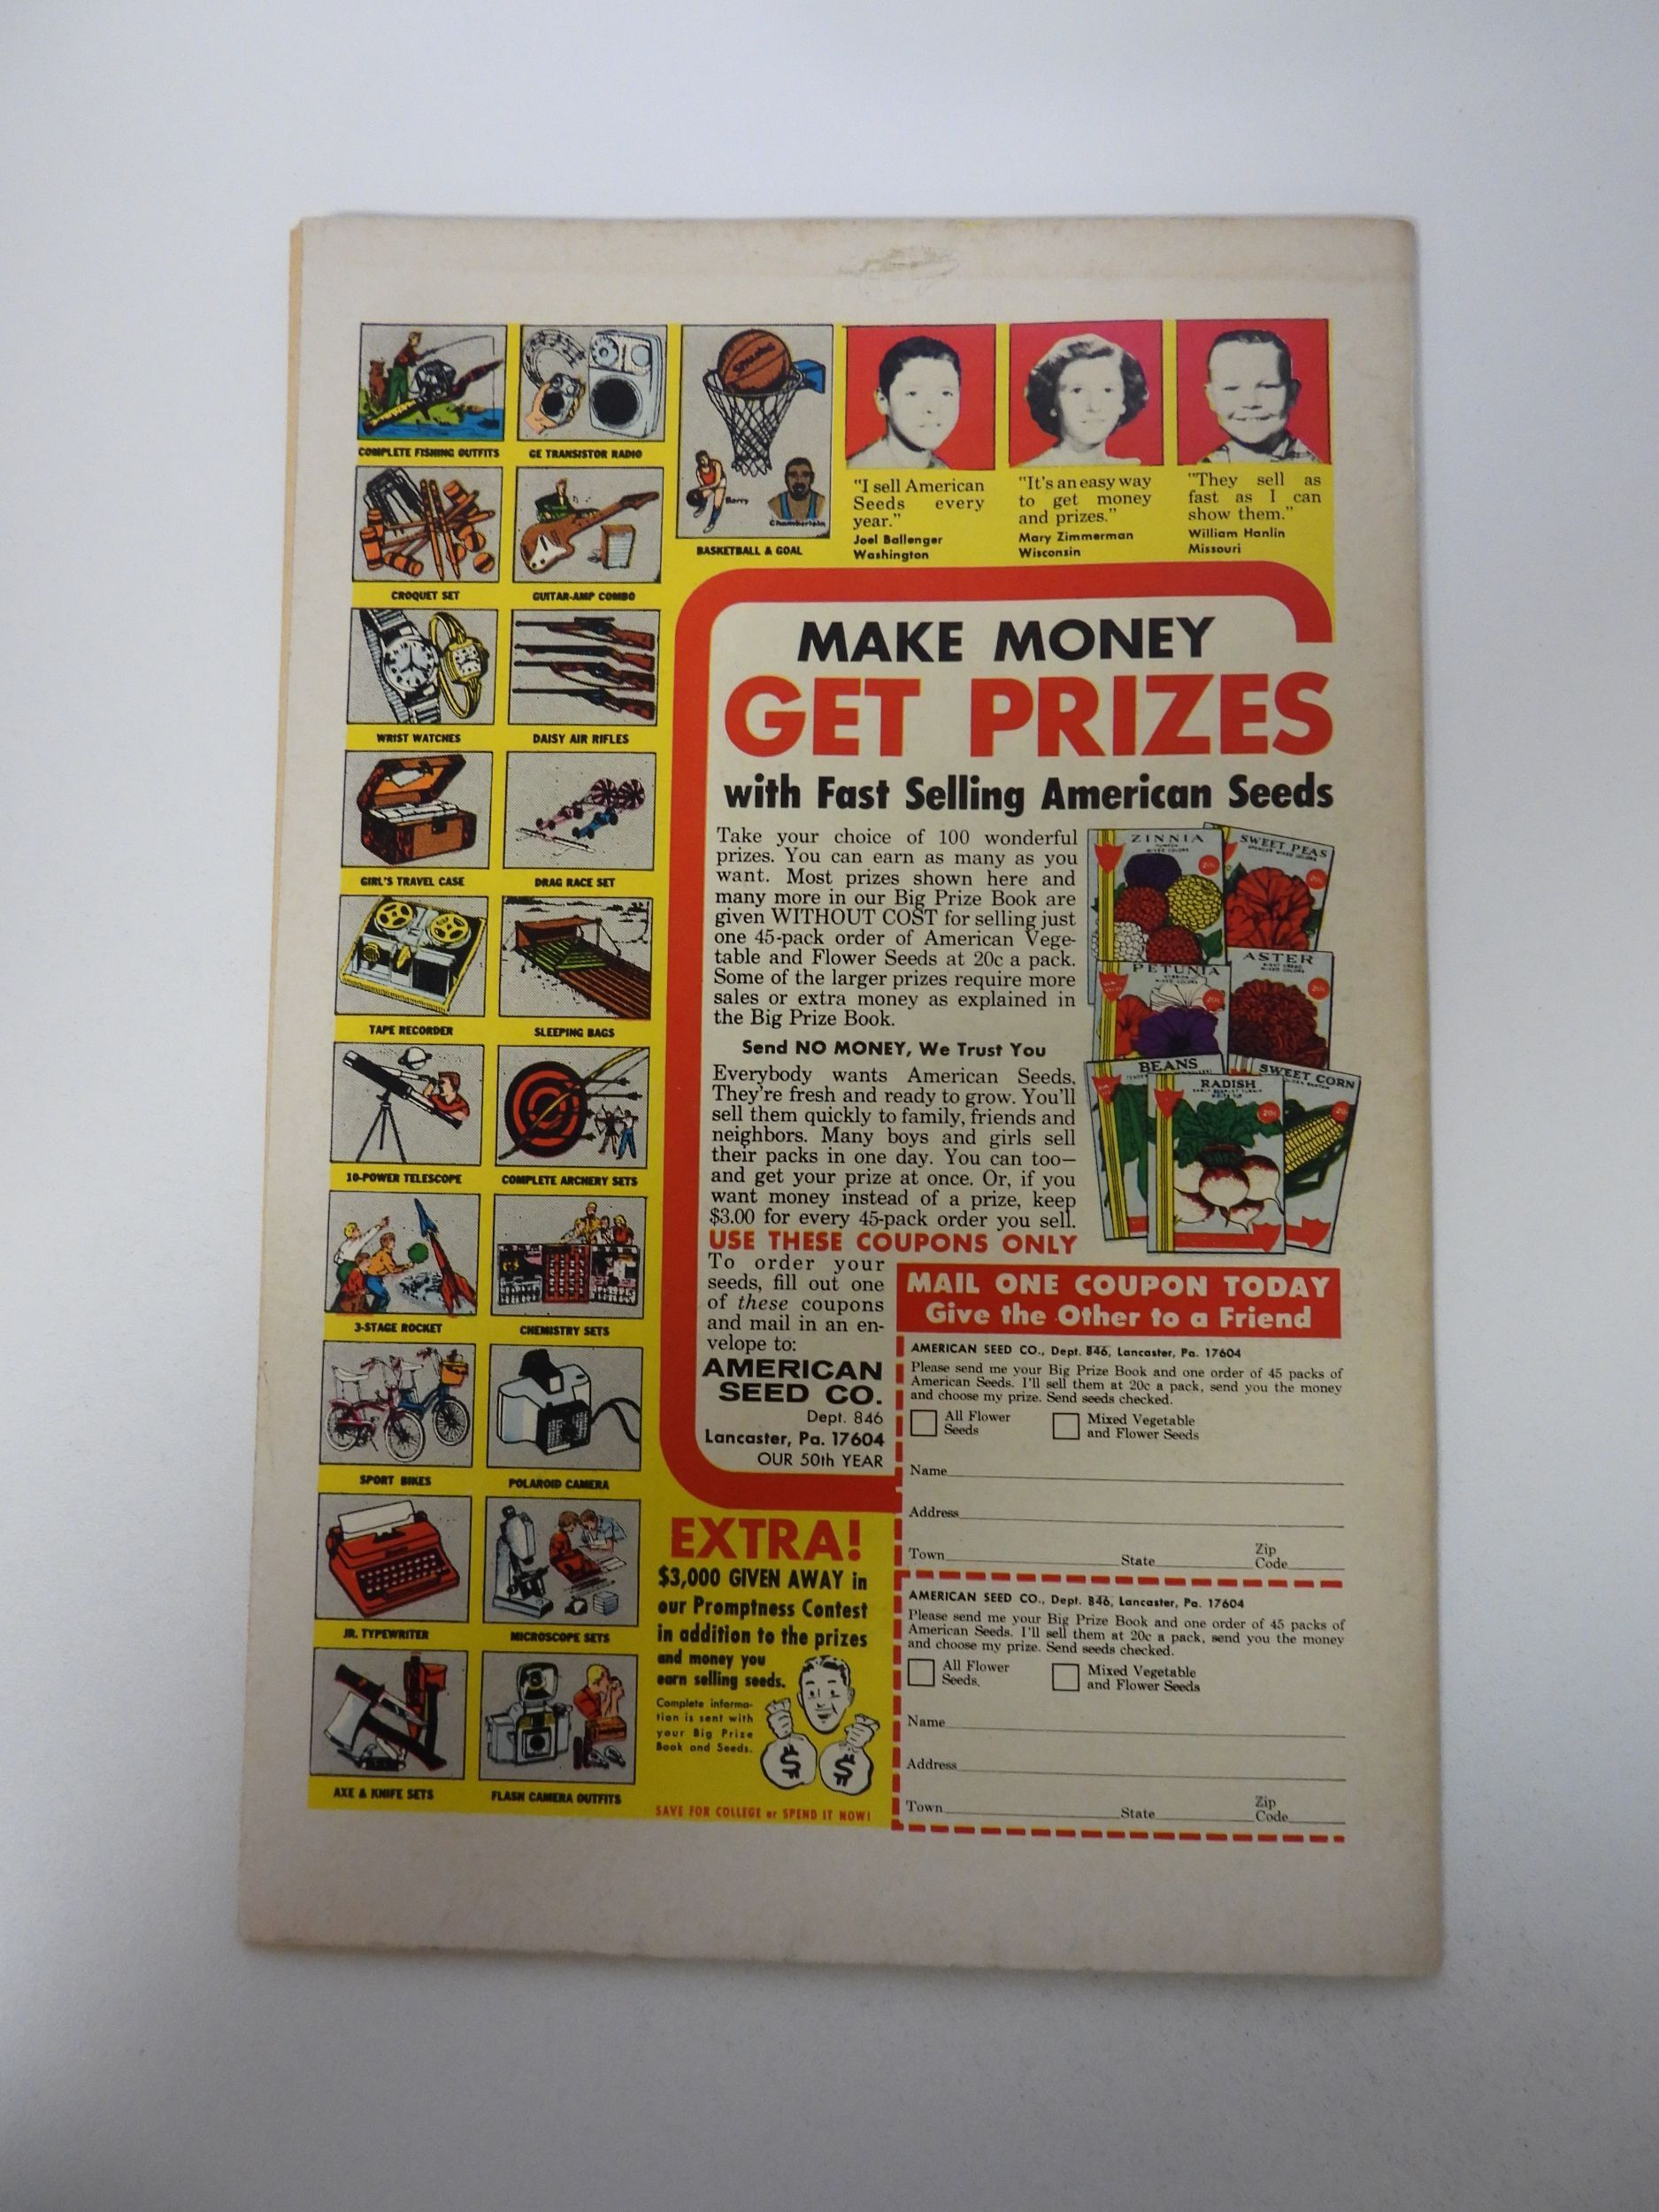 COMPLETE FISHING OUTFITS
GE TRANSISTOR RADIO
CROQUET SET
GUITAR-AMP COMBO
WRIST WATCHES
DAISY AIR RIFLES
GIRL'S TRAVEL CASE
DRAG RACE SET
TAPE RECORDER
SLEEPING BAGS
10-POWER TELESCOPE
COMPLETE ARCHERY SETS
3-STAGE ROCKET
CHEMISTRY SETS
SPORT BIKES
POLAROID CAMERA
JR. TYPEWRITER
MICROSCOPE SETS
AXE & KNIFE SETS
FLASH CAMERA OUTFITS
SPALDING
Barry
Chamberlain
BASKETBALL & GOAL
"I sell American
Seeds every
year."
Joel Ballenger
Washington
"It's an easy way
to get money
and prizes."
Mary Zimmerman
Wisconsin
"They sell as
fast as I can
show them."
William Hanlin
Missouri
MAKE MONEY
GET PRIZES
with Fast Selling American Seeds
Take your choice of 100 wonderful
prizes. You can earn as many as you
want. Most prizes shown here and
many more in our Big Prize Book are
given WITHOUT COST for selling just
one 45-pack order of American Vege-
table and Flower Seeds at 20c a pack.
Some of the larger prizes require more
sales or extra money as explained in
the Big Prize Book.
Send NO MONEY, We Trust You
Everybody wants American Seeds.
They're fresh and ready to grow. You'll
sell them quickly to family, friends and
neighbors. Many boys and girls sell
their packs in one day. You can too—
and get your prize at once. Or, if you
want money instead of a prize, keep
$3.00 for every 45-pack order you sell.
USE THESE COUPONS ONLY
To order your
seeds, fill out one
of these coupons
and mail in an en-
velope to:
AMERICAN
SEED CO.
Dept. 846
Lancaster, Pa. 17604
OUR 50th YEAR
ZINNIA
MIXED COLORS
20c
SWEET PEAS
SPENCER MIXED COLORS
20c
PETUNIA
MIXED COLORS
20c
ASTER
MIXED COLORS
20c
BEANS
RADISH
20c
SWEET CORN
20c
MAIL ONE COUPON TODAY
Give the Other to a Friend
AMERICAN SEED CO., Dept. 846, Lancaster, Pa. 17604
Please send me your Big Prize Book and one order of 45 packs of
American Seeds. I'll sell them at 20c a pack, send you the money
and choose my prize. Send seeds checked.
All Flower
Seeds
Mixed Vegetable
and Flower Seeds
Name
Address
Town State Zip
Code
AMERICAN SEED CO., Dept. 846, Lancaster, Pa. 17604
Please send me your Big Prize Book and one order of 45 packs of
American Seeds. I'll sell them at 20c a pack, send you the money
and choose my prize. Send seeds checked.
All Flower
Seeds.
Mixed Vegetable
and Flower Seeds
Name
Address
Town State Zip
Code
EXTRA!
$3,000 GIVEN AWAY in
our Promptness Contest
in addition to the prizes
and money you
earn selling seeds.
Complete informa-
tion is sent with
your Big Prize
Book and Seeds.
$ $
SAVE FOR COLLEGE or SPEND IT NOW!